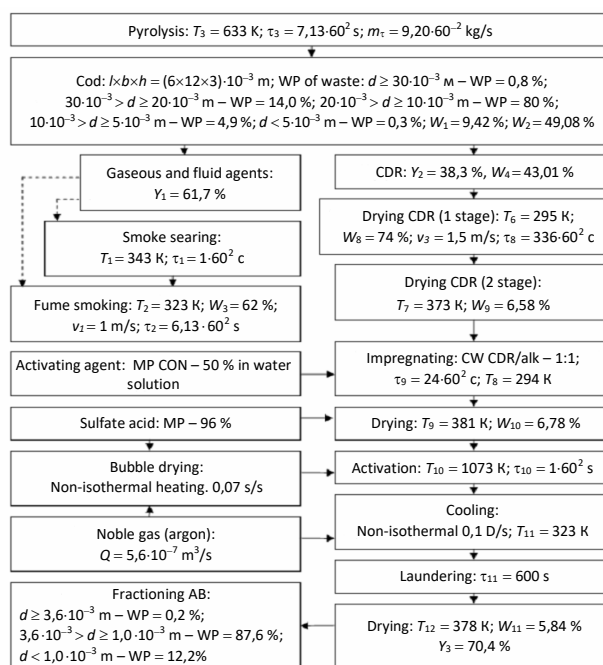 Pyrolysis: T₃ = 633 K; τ₃ = 7,13·60² s; mτ = 9,20·60⁻² kg/s
Cod: l×b×h = (6×12×3)·10⁻³ m; WP of waste: d ≥ 30·10⁻³ м – WP = 0,8 %;
30·10⁻³ > d ≥ 20·10⁻³ m – WP = 14,0 %; 20·10⁻³ > d ≥ 10·10⁻³ m – WP = 80 %;
10·10⁻³ > d ≥ 5·10⁻³ m – WP = 4,9 %; d < 5·10⁻³ m – WP = 0,3 %; W₁ = 9,42 %; W₂ = 49,08 %
Gaseous and fluid agents:
Y₁ = 61,7 %
Smoke searing:
T₁ = 343 K; τ₁ = 1·60² c
Fume smoking: T₂ = 323 K; W₃ = 62 %;
v₁ = 1 m/s; τ₂ = 6,13·60² s
CDR: Y₂ = 38,3 %, W₄ = 43,01 %
Drying CDR (1 stage): T₆ = 295 K;
W₈ = 74 %; v₃ = 1,5 m/s; τ₈ = 336·60² c
Drying CDR (2 stage):
T₇ = 373 K; W₉ = 6,58 %
Activating agent: MP CON – 50 % in water
solution
Impregnating: CW CDR/alk – 1:1;
τ₉ = 24·60² c; T₈ = 294 K
Sulfate acid: MP – 96 %
Drying: T₉ = 381 K; W₁₀ = 6,78 %
Bubble drying:
Non-isothermal heating. 0,07 s/s
Activation: T₁₀ = 1073 K; τ₁₀ = 1·60² s
Noble gas (argon):
Q = 5,6·10⁻⁷ m³/s
Cooling:
Non-isothermal 0,1 D/s; T₁₁ = 323 K
Laundering: τ₁₁ = 600 s
Fractioning AB:
d ≥ 3,6·10⁻³ m – WP = 0,2 %;
3,6·10⁻³ > d ≥ 1,0·10⁻³ m – WP = 87,6 %;
d < 1,0·10⁻³ m – WP = 12,2%
Drying: T₁₂ = 378 K; W₁₁ = 5,84 %
Y₃ = 70,4 %